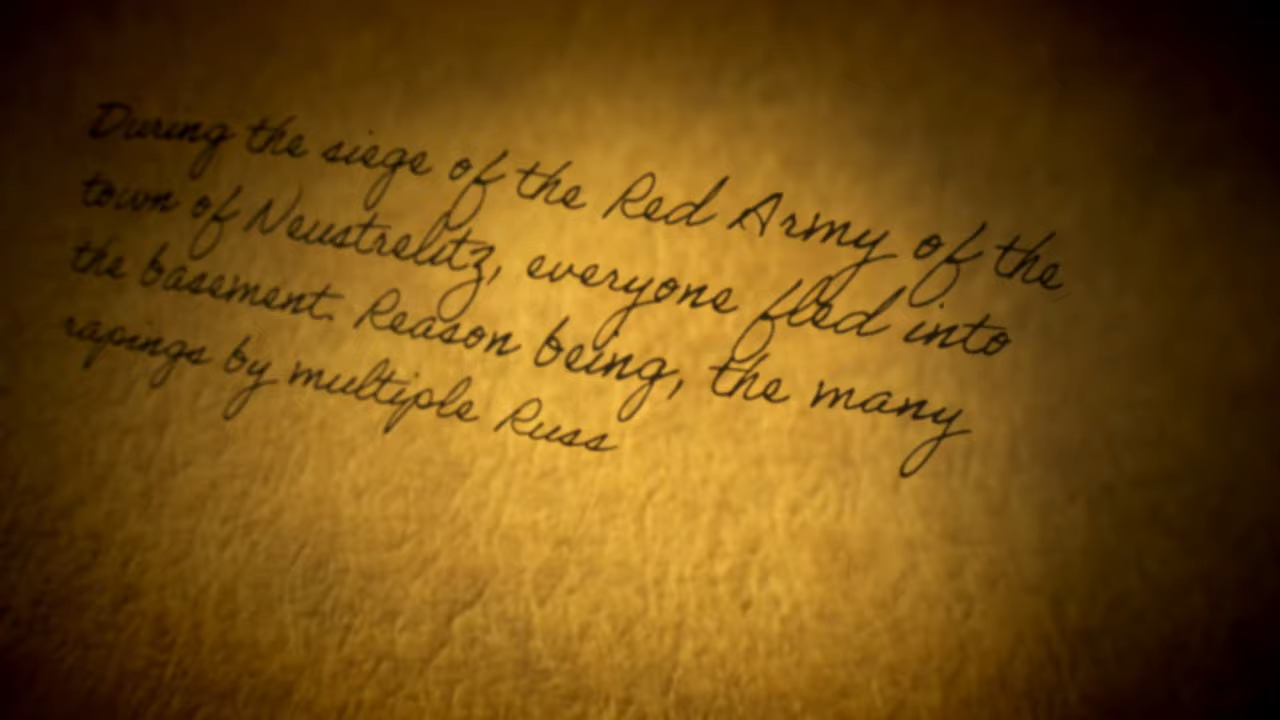 During the siege of the Red Army of the
town of Neustrelitz, everyone fled into
the basement. Reason being, the many
rapings by multiple Russ